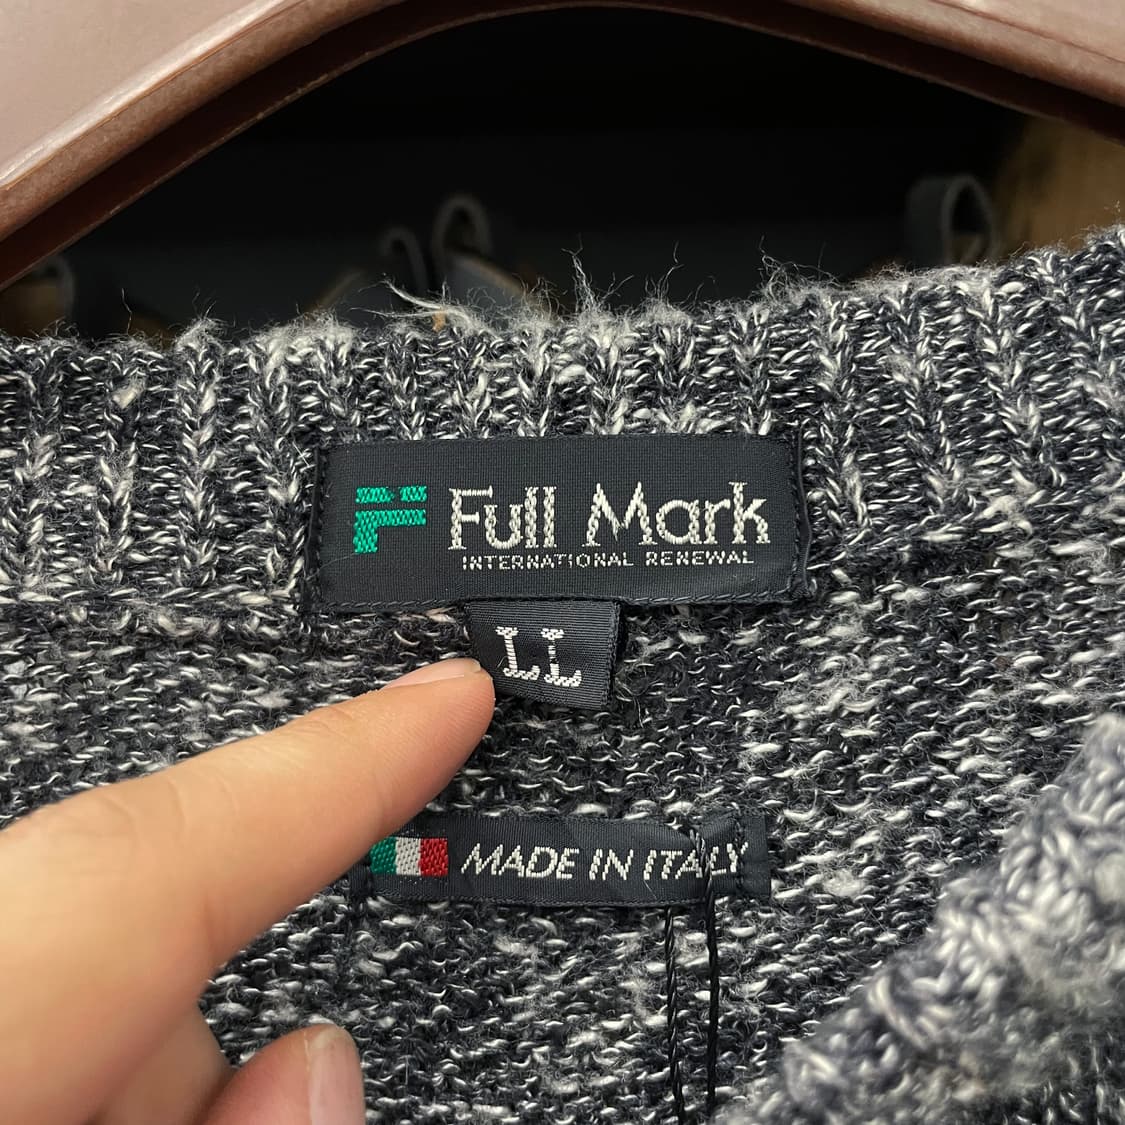 Full Mark
INTERNATIONAL RENEWAL
LL
MADE IN ITALY